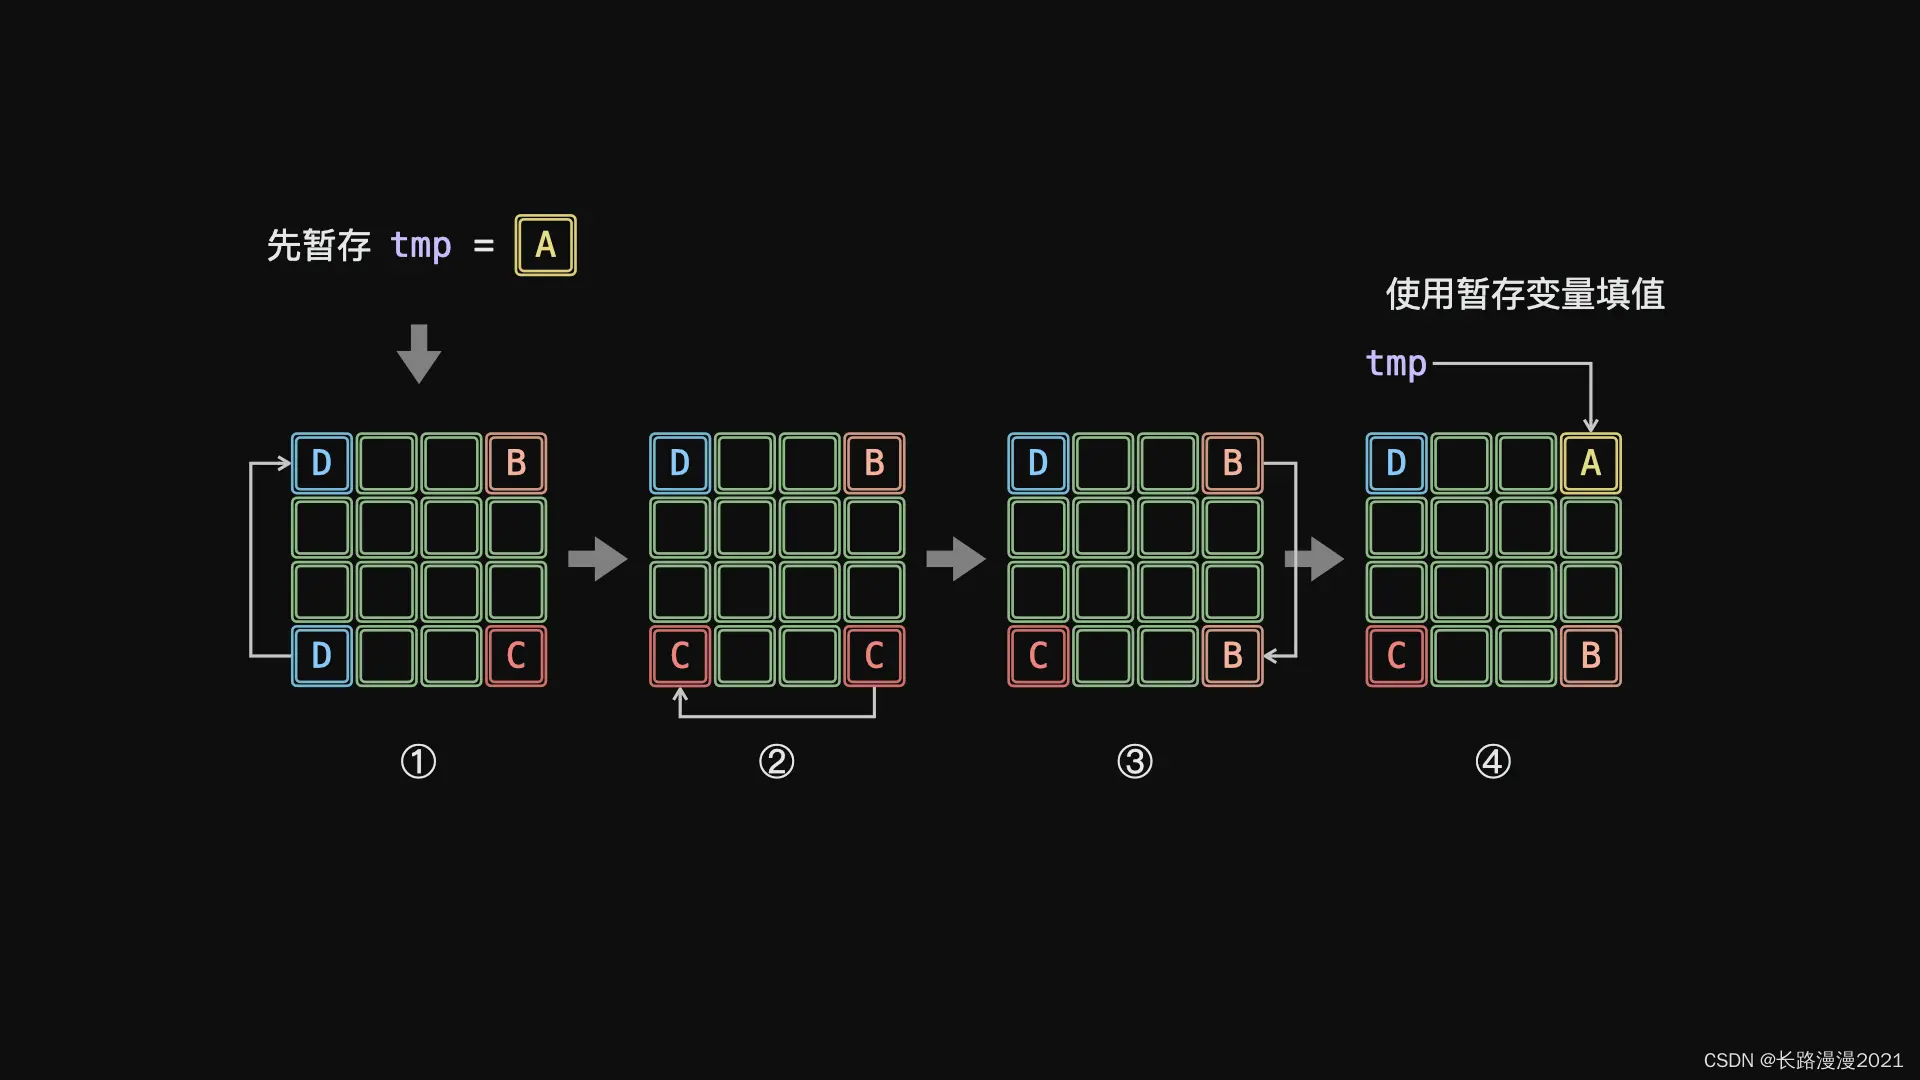 先暂存 tmp = A
使用暂存变量填值
tmp
D B D B D B D A
D C C C C B C B
① ② ③ ④
CSDN @长路漫漫2021